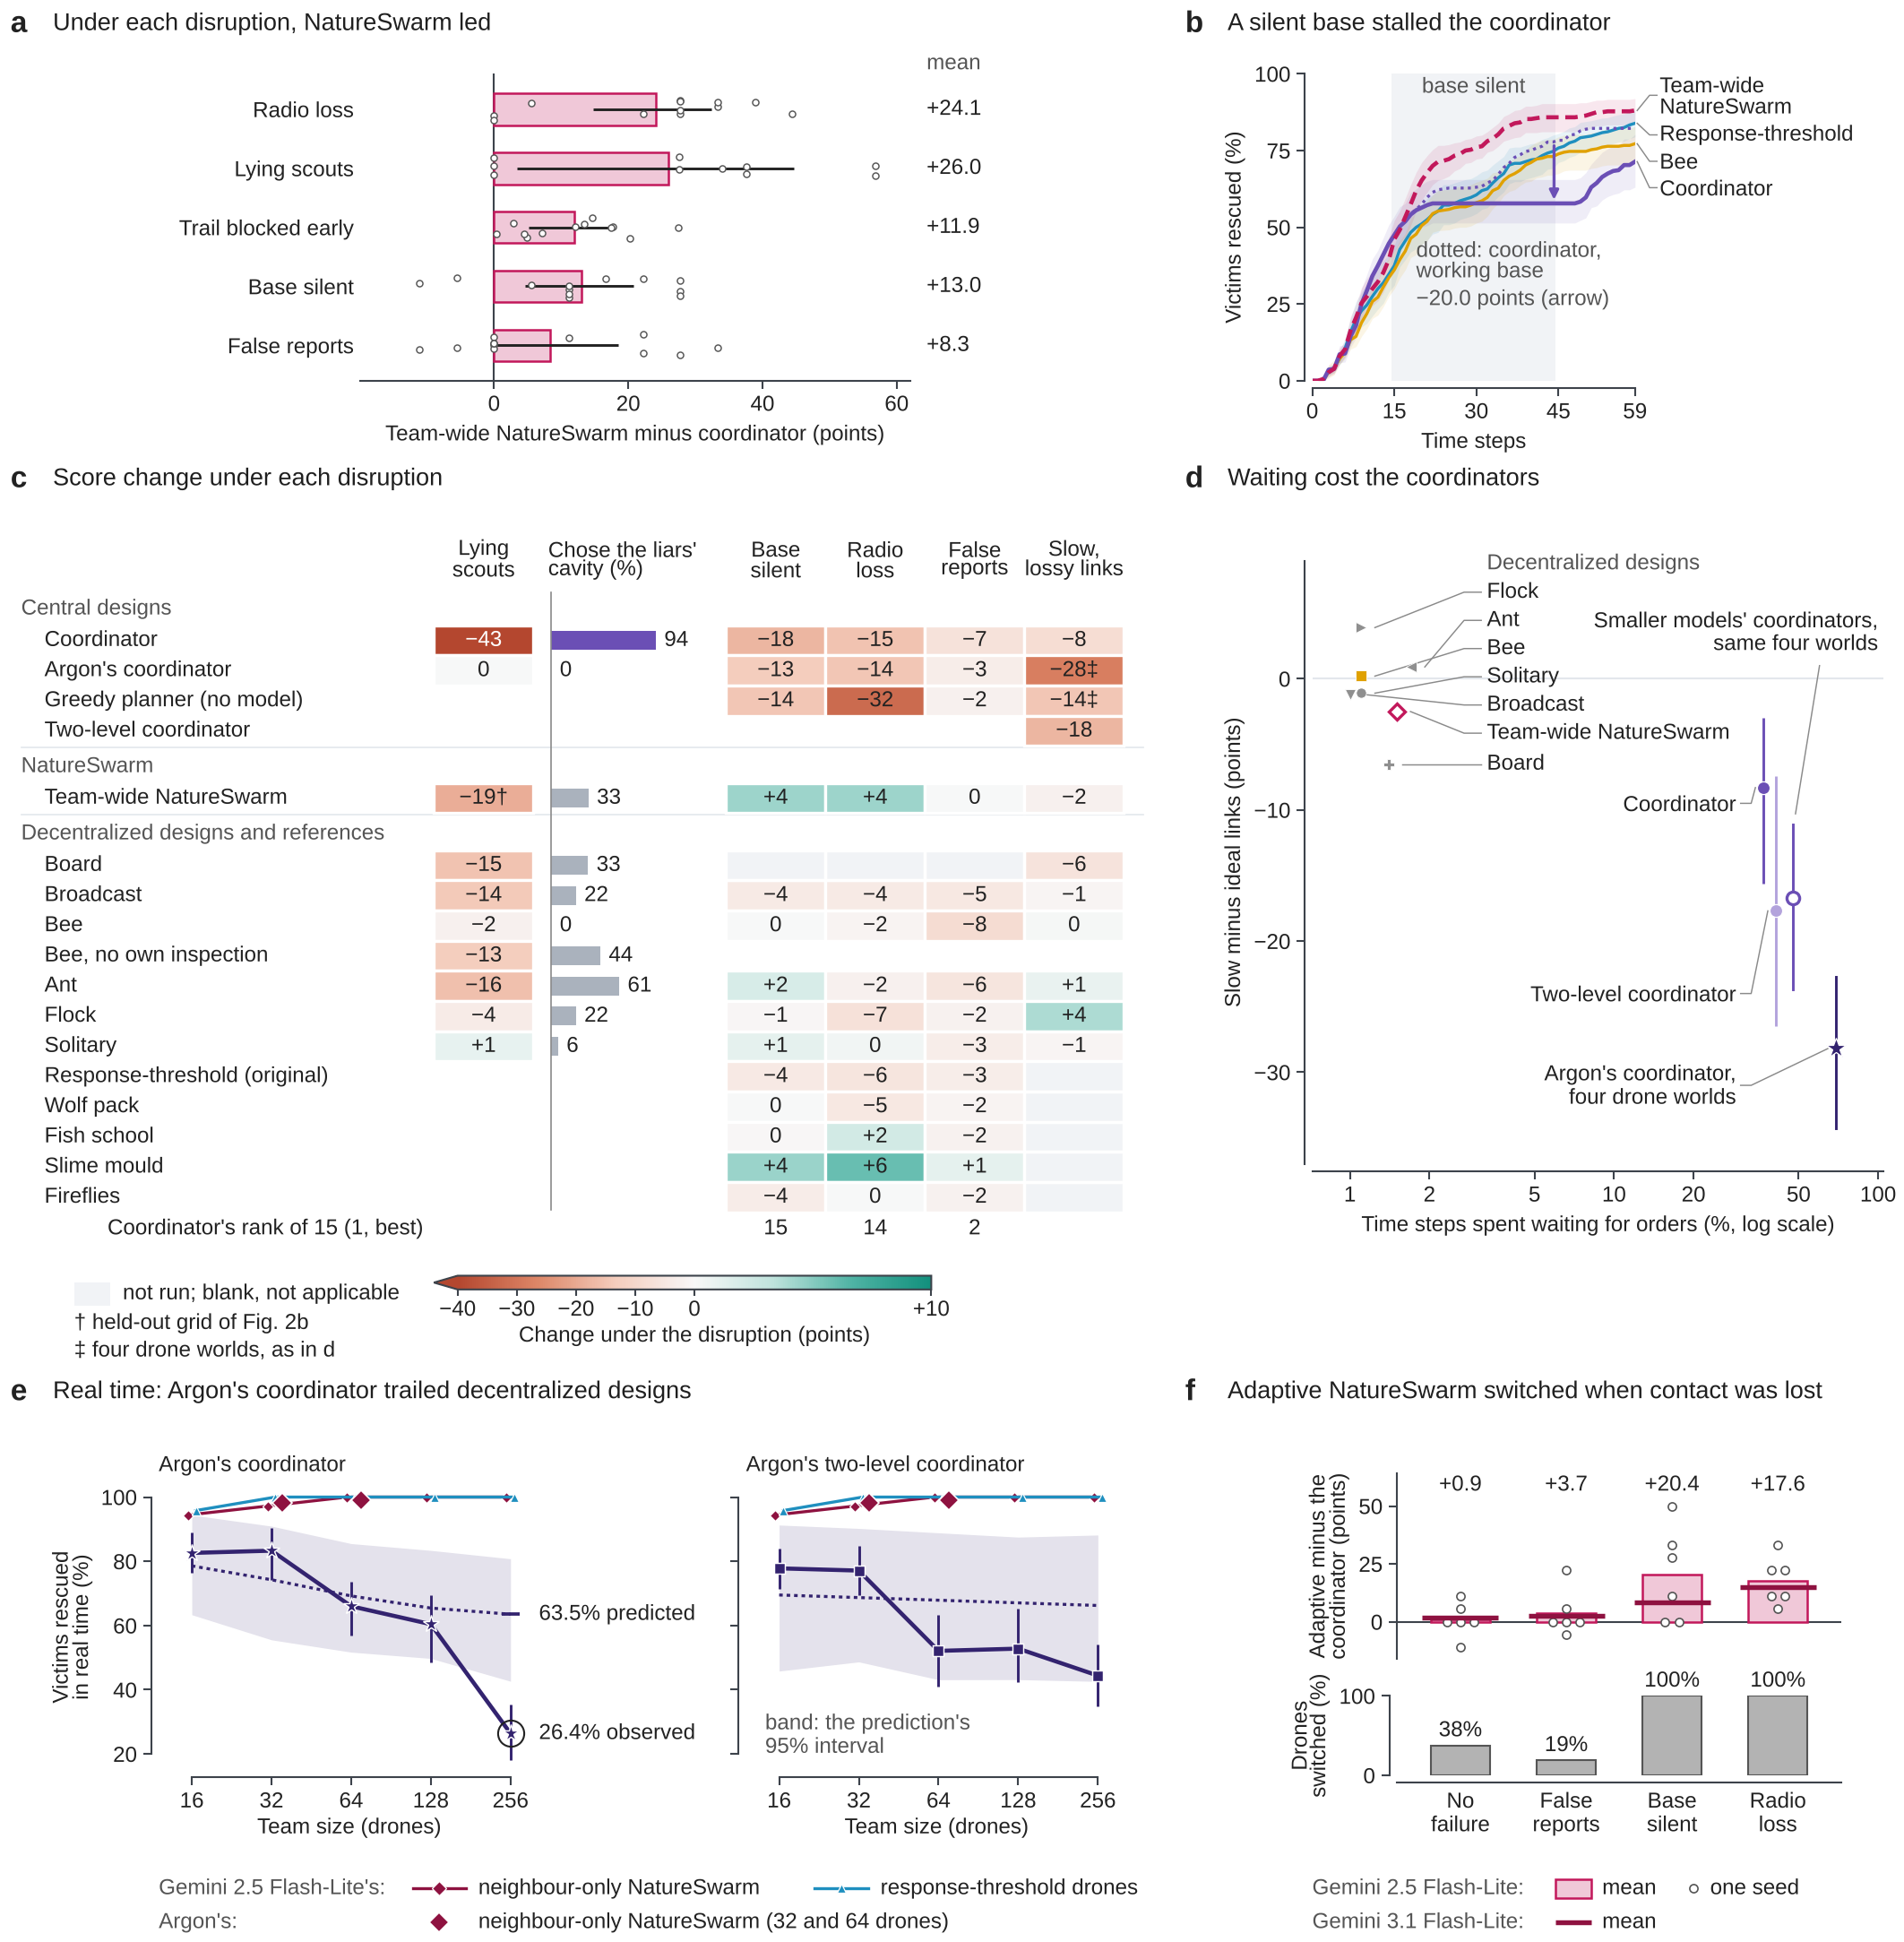 a Under each disruption, NatureSwarm led
mean
Radio loss +24.1
Lying scouts +26.0
Trail blocked early +11.9
Base silent +13.0
False reports +8.3
0 20 40 60
Team-wide NatureSwarm minus coordinator (points)
b A silent base stalled the coordinator
Victims rescued (%)
100
75
50
25
0
base silent
Team-wide
NatureSwarm
Response-threshold
Bee
Coordinator
dotted: coordinator,
working base
−20.0 points (arrow)
0 15 30 45 59
Time steps
c Score change under each disruption
Lying
scouts
Chose the liars'
cavity (%)
Base
silent
Radio
loss
False
reports
Slow,
lossy links
Central designs
Coordinator −43 94 −18 −15 −7 −8
Argon's coordinator 0 0 −13 −14 −3 −28‡
Greedy planner (no model) −14 −32 −2 −14‡
Two-level coordinator −18
NatureSwarm
Team-wide NatureSwarm −19† 33 +4 +4 0 −2
Decentralized designs and references
Board −15 33 −6
Broadcast −14 22 −4 −4 −5 −1
Bee −2 0 0 −2 −8 0
Bee, no own inspection −13 44
Ant −16 61 +2 −2 −6 +1
Flock −4 22 −1 −7 −2 +4
Solitary +1 6 +1 0 −3 −1
Response-threshold (original) −4 −6 −3
Wolf pack 0 −5 −2
Fish school 0 +2 −2
Slime mould +4 +6 +1
Fireflies −4 0 −2
Coordinator's rank of 15 (1, best) 15 14 2
not run; blank, not applicable
† held-out grid of Fig. 2b
‡ four drone worlds, as in d
−40 −30 −20 −10 0 +10
Change under the disruption (points)
d Waiting cost the coordinators
Slow minus ideal links (points)
0
−10
−20
−30
Decentralized designs
Flock
Ant
Bee
Solitary
Broadcast
Team-wide NatureSwarm
Board
Smaller models' coordinators,
same four worlds
Coordinator
Two-level coordinator
Argon's coordinator,
four drone worlds
1 2 5 10 20 50 100
Time steps spent waiting for orders (%, log scale)
e Real time: Argon's coordinator trailed decentralized designs
Argon's coordinator
Victims rescued
in real time (%)
100
80
60
40
20
63.5% predicted
26.4% observed
16 32 64 128 256
Team size (drones)
Argon's two-level coordinator
band: the prediction's
95% interval
16 32 64 128 256
Team size (drones)
Gemini 2.5 Flash-Lite's: neighbour-only NatureSwarm response-threshold drones
Argon's: neighbour-only NatureSwarm (32 and 64 drones)
f Adaptive NatureSwarm switched when contact was lost
Adaptive minus the
coordinator (points)
50
25
0
+0.9 +3.7 +20.4 +17.6
Drones
switched (%)
100
0
38% 19% 100% 100%
No
failure
False
reports
Base
silent
Radio
loss
Gemini 2.5 Flash-Lite: mean one seed
Gemini 3.1 Flash-Lite: mean